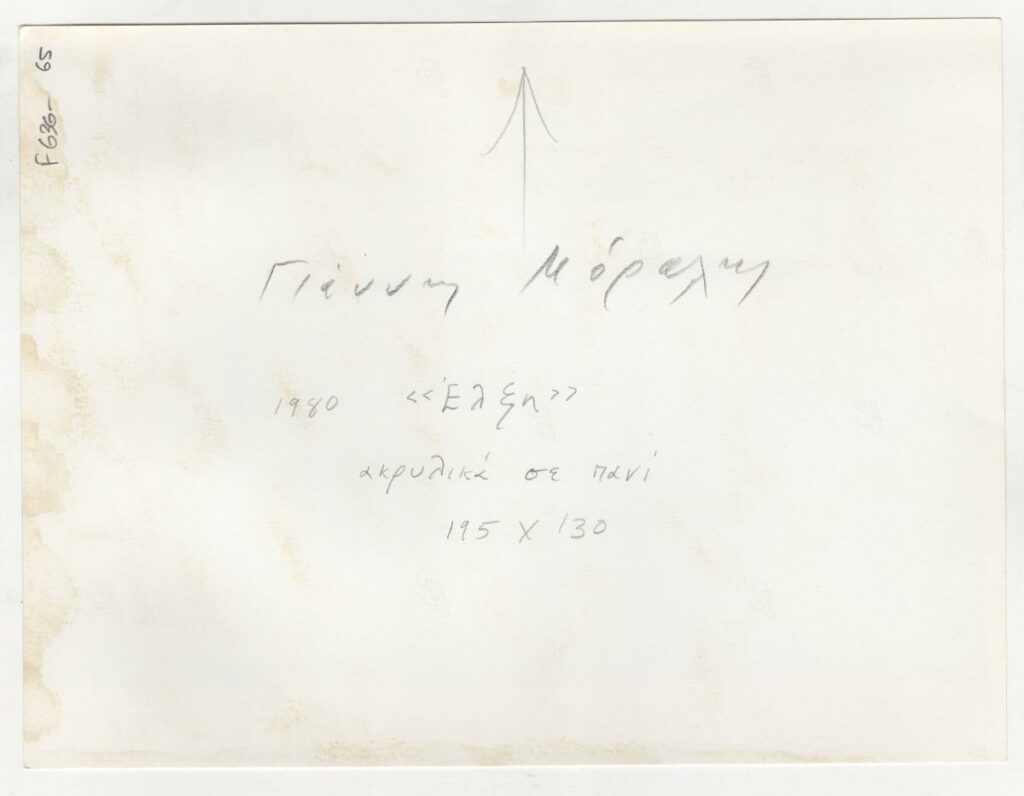 F636-65
Γιάννης Μόραλης
1980 <<Έλξη>>
ακρυλικά σε πανί
195 X 130